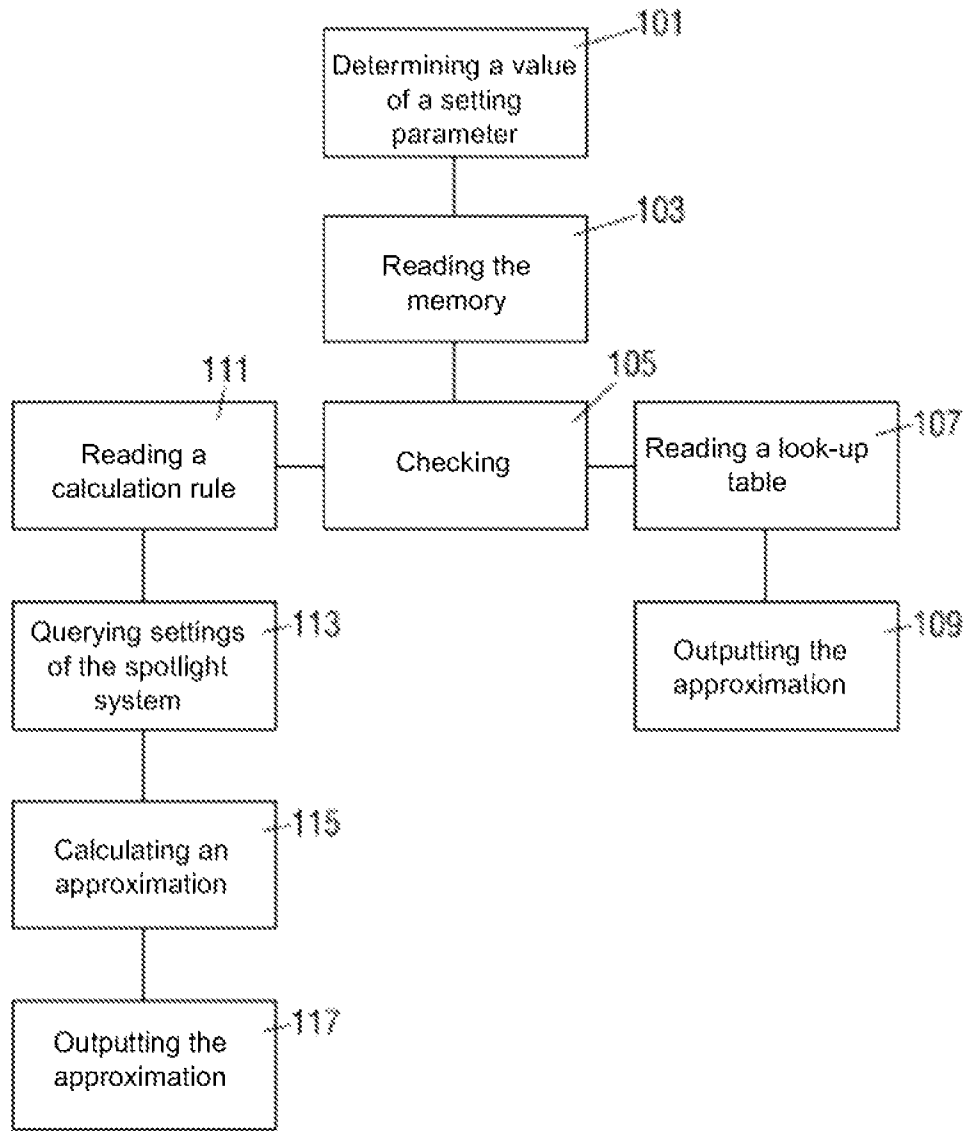 101
Determining a value
of a setting
parameter
103
Reading the
memory
111
105
107
Reading a
calculation rule
Checking
Reading a look-up
table
Querying settings
of the spotlight
system
113
109
Outputting the
approximation
115
Calculating an
approximation
117
Outputting the
approximation